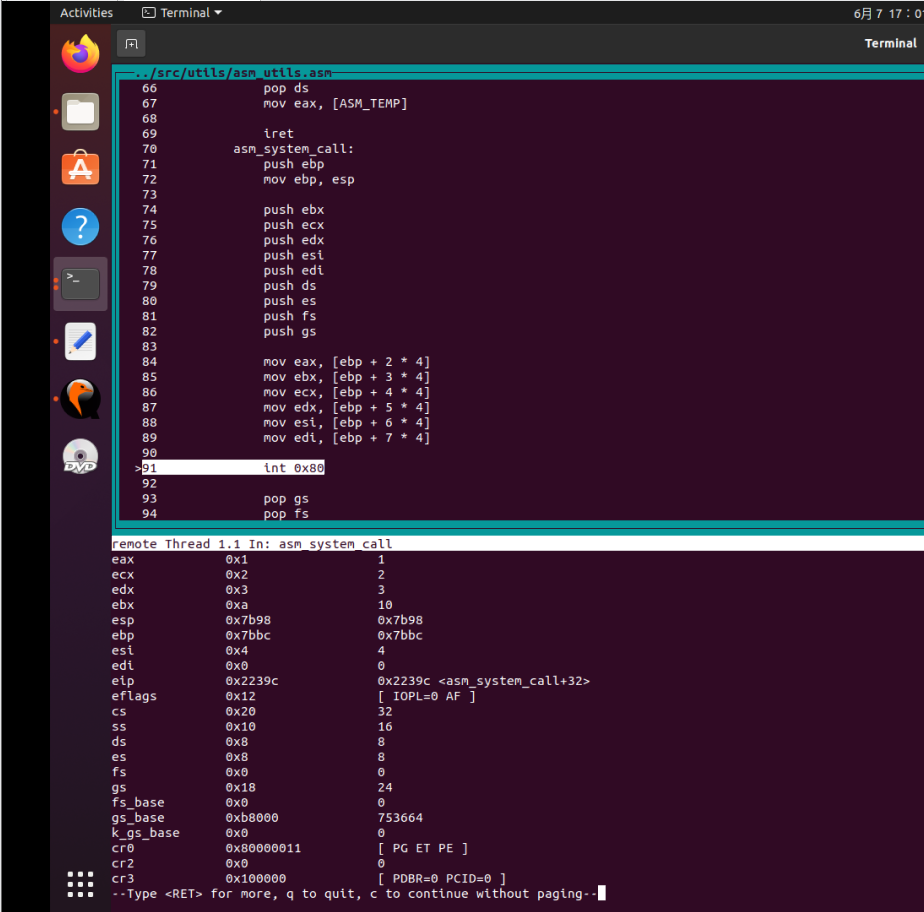 Activities Terminal 6月 7 17：01
Terminal
../src/utils/asm_utils.asm
66 pop ds
67 mov eax, [ASM_TEMP]
68
69 iret
70 asm_system_call:
71 push ebp
72 mov ebp, esp
73
74 push ebx
75 push ecx
76 push edx
77 push esi
78 push edi
79 push ds
80 push es
81 push fs
82 push gs
83
84 mov eax, [ebp + 2 * 4]
85 mov ebx, [ebp + 3 * 4]
86 mov ecx, [ebp + 4 * 4]
87 mov edx, [ebp + 5 * 4]
88 mov esi, [ebp + 6 * 4]
89 mov edi, [ebp + 7 * 4]
90
>91 int 0x80
92
93 pop gs
94 pop fs
remote Thread 1.1 In: asm_system_call
eax 0x1 1
ecx 0x2 2
edx 0x3 3
ebx 0xa 10
esp 0x7b98 0x7b98
ebp 0x7bbc 0x7bbc
esi 0x4 4
edi 0x0 0
eip 0x2239c 0x2239c <asm_system_call+32>
eflags 0x12 [ IOPL=0 AF ]
cs 0x20 32
ss 0x10 16
ds 0x8 8
es 0x8 8
fs 0x0 0
gs 0x18 24
fs_base 0x0 0
gs_base 0xb8000 753664
k_gs_base 0x0 0
cr0 0x80000011 [ PG ET PE ]
cr2 0x0 0
cr3 0x100000 [ PDBR=0 PCID=0 ]
--Type <RET> for more, q to quit, c to continue without paging--
DVD